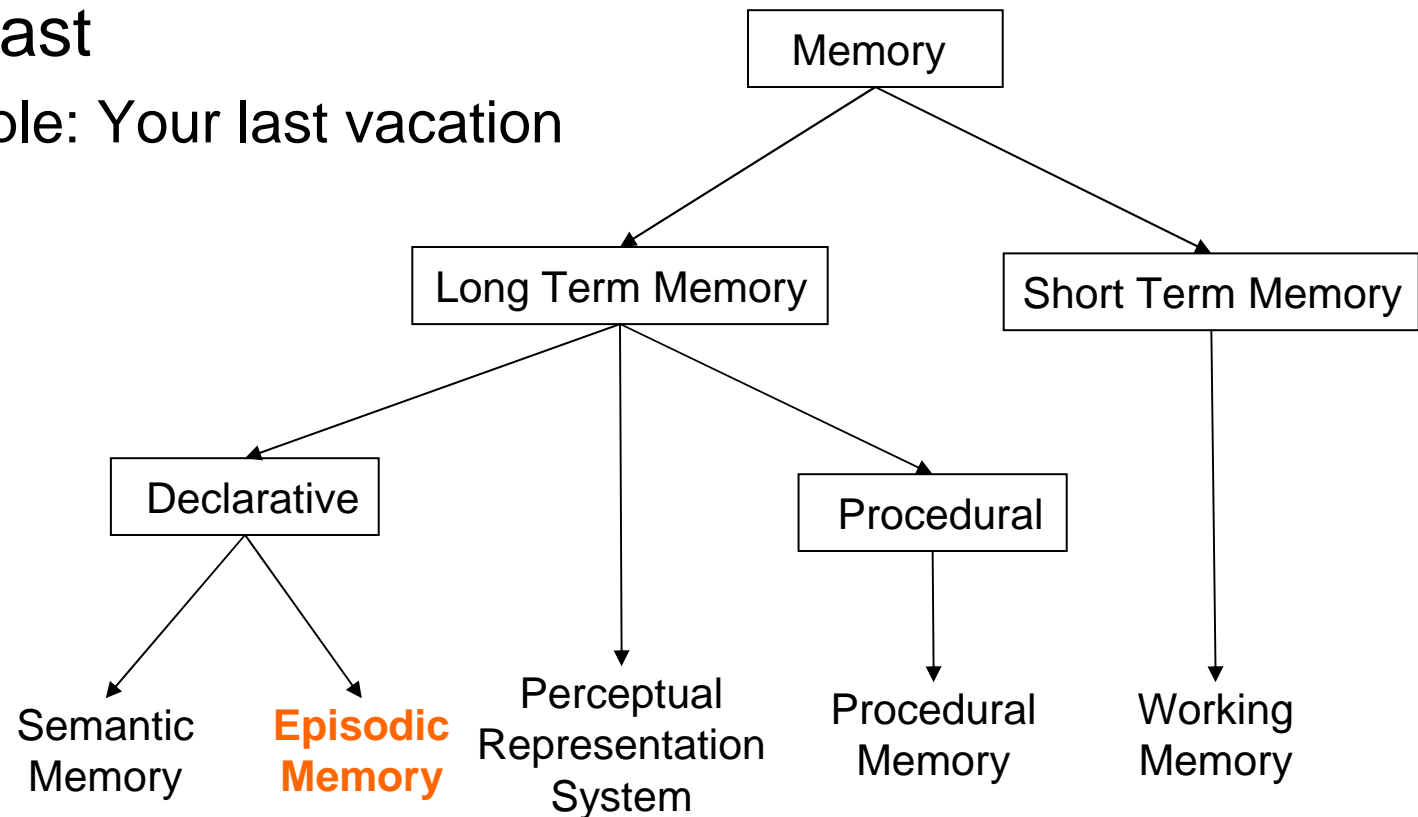 ast
ole: Your last vacation
Memory
Long Term Memory
Short Term Memory
Declarative
Procedural
Semantic
Memory
Episodic
Memory
Perceptual
Representation
System
Procedural
Memory
Working
Memory